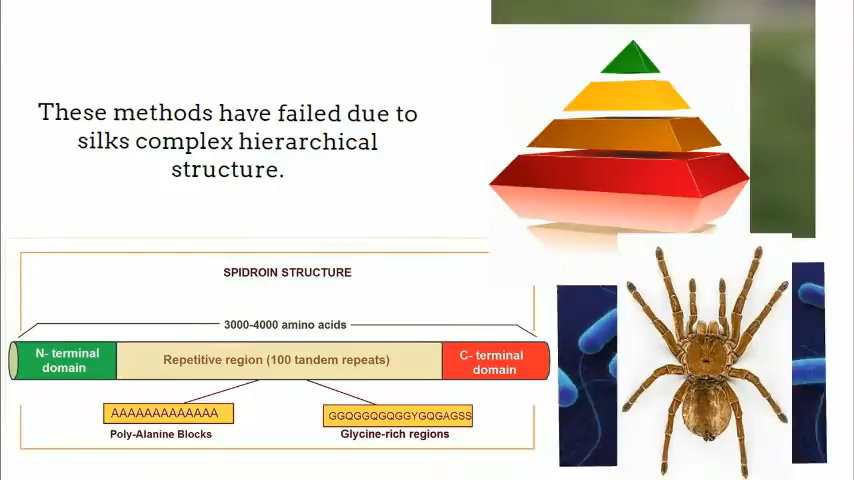 These methods have failed due to
silks complex hierarchical
structure.
SPIDROIN STRUCTURE
3000-4000 amino acids
N- terminal
domain
Repetitive region (100 tandem repeats)
C- terminal
domain
AAAAAAAAAAAAA
GGQGGQGQGGYGQGAGSS
Poly-Alanine Blocks
Glycine-rich regions